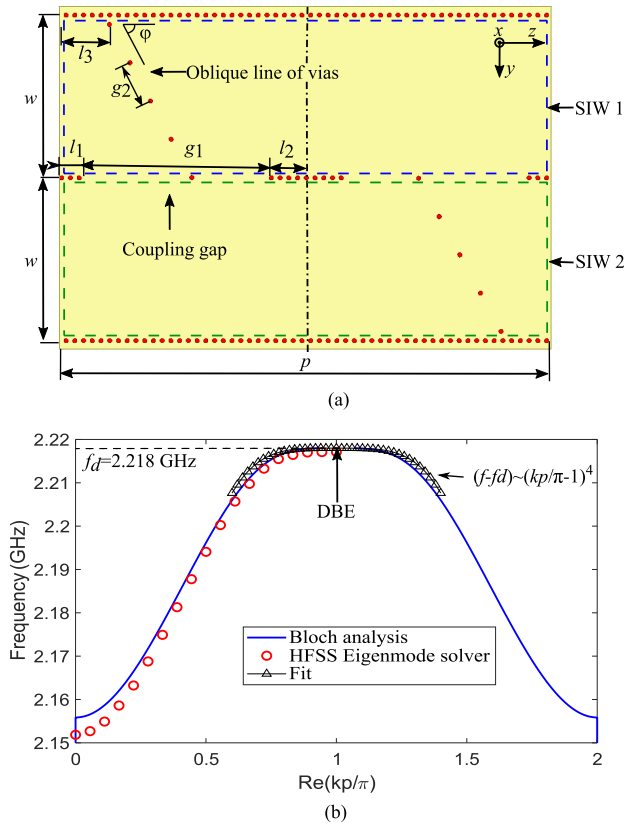 l3
φ
g2
Oblique line of vias
x
z
y
w
SIW 1
l1
g1
l2
Coupling gap
w
SIW 2
p
(a)
2.22
fd=2.218 GHz
2.21
(f-fd)~(kp/π-1)4
DBE
2.2
2.19
2.18
2.17
2.16
2.15
Frequency(GHz)
Bloch analysis
HFSS Eigenmode solver
Fit
0
0.5
1
1.5
2
Re(kp/π)
(b)